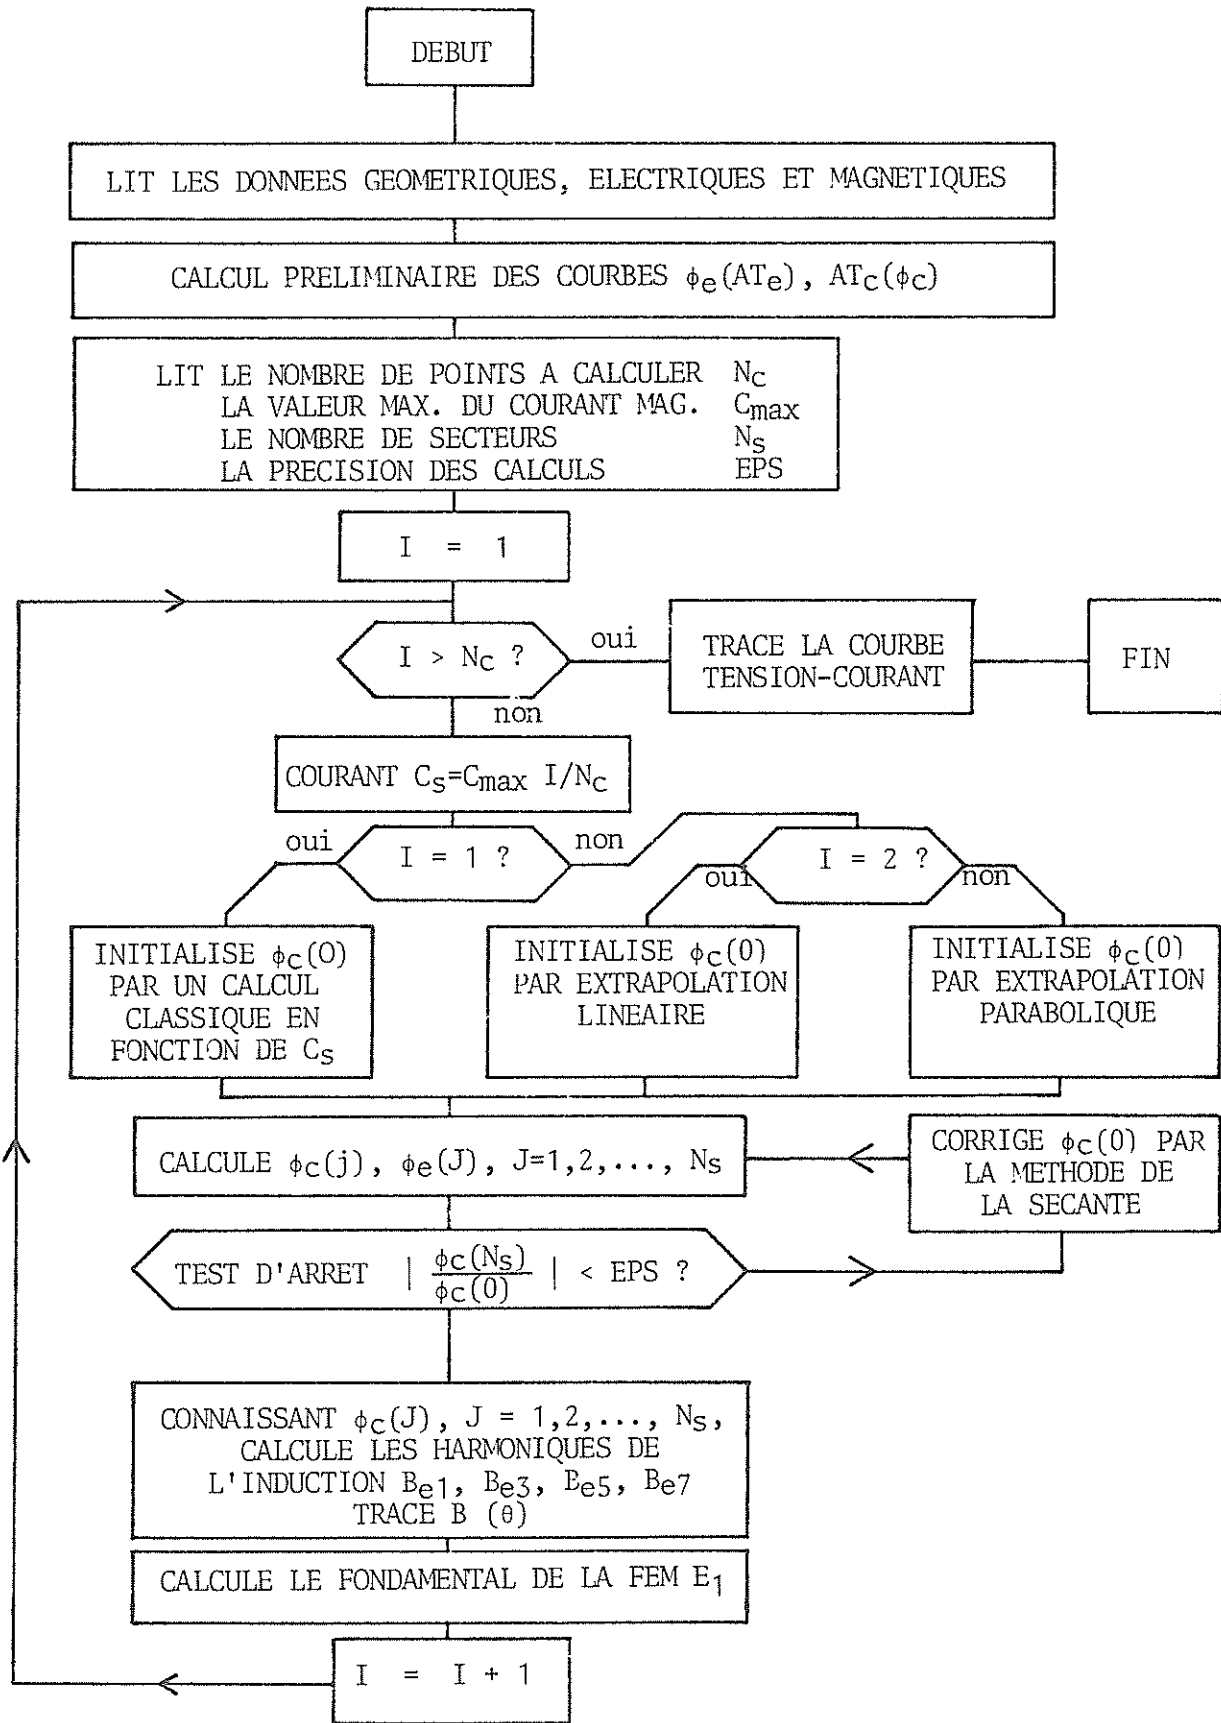 DEBUT
LIT LES DONNEES GEOMETRIQUES, ELECTRIQUES ET MAGNETIQUES
CALCUL PRELIMINAIRE DES COURBES ϕe(ATe), ATc(ϕc)
LIT LE NOMBRE DE POINTS A CALCULER Nc
LA VALEUR MAX. DU COURANT MAG. Cmax
LE NOMBRE DE SECTEURS Ns
LA PRECISION DES CALCULS EPS
I = 1
I > Nc ?
oui
non
TRACE LA COURBE
TENSION-COURANT
FIN
COURANT Cs=Cmax I/Nc
oui
I = 1 ?
non
oui
I = 2 ?
non
INITIALISE ϕc(0)
PAR UN CALCUL
CLASSIQUE EN
FONCTION DE Cs
INITIALISE ϕc(0)
PAR EXTRAPOLATION
LINEAIRE
INITIALISE ϕc(0)
PAR EXTRAPOLATION
PARABOLIQUE
CALCULE ϕc(j), ϕe(J), J=1,2,..., Ns
CORRIGE ϕc(0) PAR
LA METHODE DE
LA SECANTE
TEST D'ARRET | ϕc(Ns)/ϕc(0) | < EPS ?
CONNAISSANT ϕc(J), J = 1,2,..., Ns,
CALCULE LES HARMONIQUES DE
L'INDUCTION Be1, Be3, Be5, Be7
TRACE B (θ)
CALCULE LE FONDAMENTAL DE LA FEM E1
I = I + 1